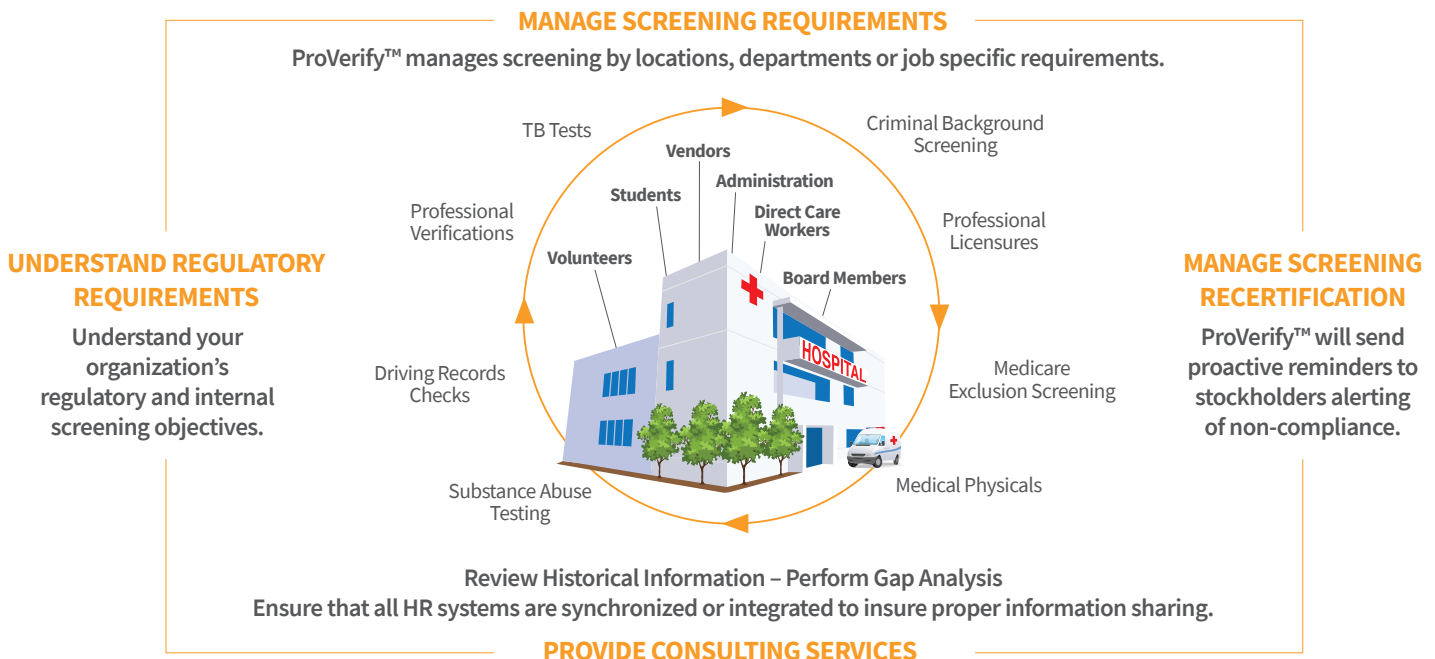 MANAGE SCREENING REQUIREMENTS
ProVerify™ manages screening by locations, departments or job specific requirements.
TB Tests
Criminal Background
Screening
Vendors
Administration
Students
Direct Care
Workers
Professional
Verifications
Professional
Licensures
Volunteers
Board Members
UNDERSTAND REGULATORY
REQUIREMENTS
Understand your
organization’s
regulatory and internal
screening objectives.
MANAGE SCREENING
RECERTIFICATION
ProVerify™ will send
proactive reminders to
stockholders alerting
of non-compliance.
HOSPITAL
Driving Records
Checks
Medicare
Exclusion Screening
Substance Abuse
Testing
Medical Physicals
Review Historical Information – Perform Gap Analysis
Ensure that all HR systems are synchronized or integrated to insure proper information sharing.
PROVIDE CONSULTING SERVICES